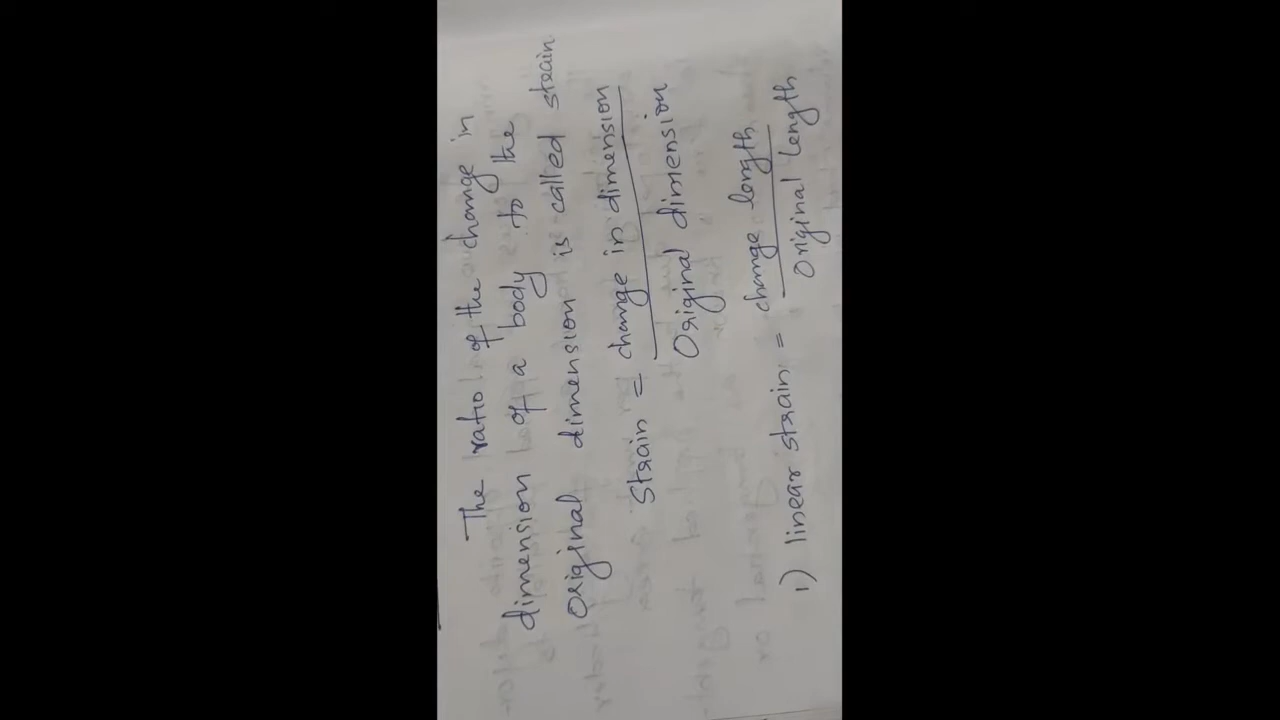 The ratio of the change in
dimension of a body to the
original dimension is called strain
Strain = change in dimension
Original dimension
1) linear strain = change length
Original length